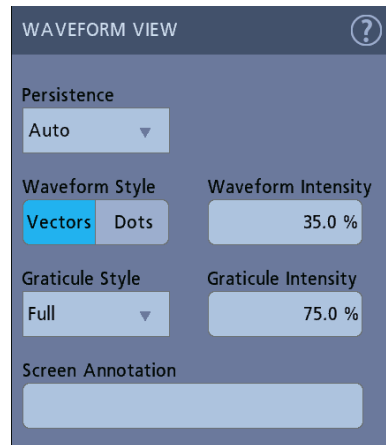 WAVEFORM VIEW ?
Persistence
Auto
Waveform Style Waveform Intensity
Vectors Dots 35.0 %
Graticule Style Graticule Intensity
Full 75.0 %
Screen Annotation